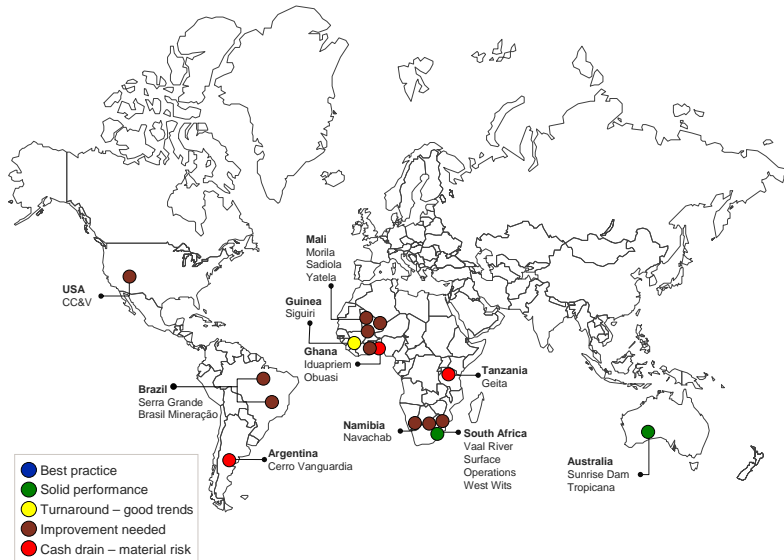 Mali
Morila
Sadiola
Yatela
Guinea
Siguiri
USA
CC&V
Ghana
Iduapriem
Obuasi
Tanzania
Geita
Brazil
Serra Grande
Brasil Mineração
Namibia
Navachab
South Africa
Vaal River
Surface
Operations
West Wits
Argentina
Cerro Vanguardia
Australia
Sunrise Dam
Tropicana
Best practice
Solid performance
Turnaround – good trends
Improvement needed
Cash drain – material risk